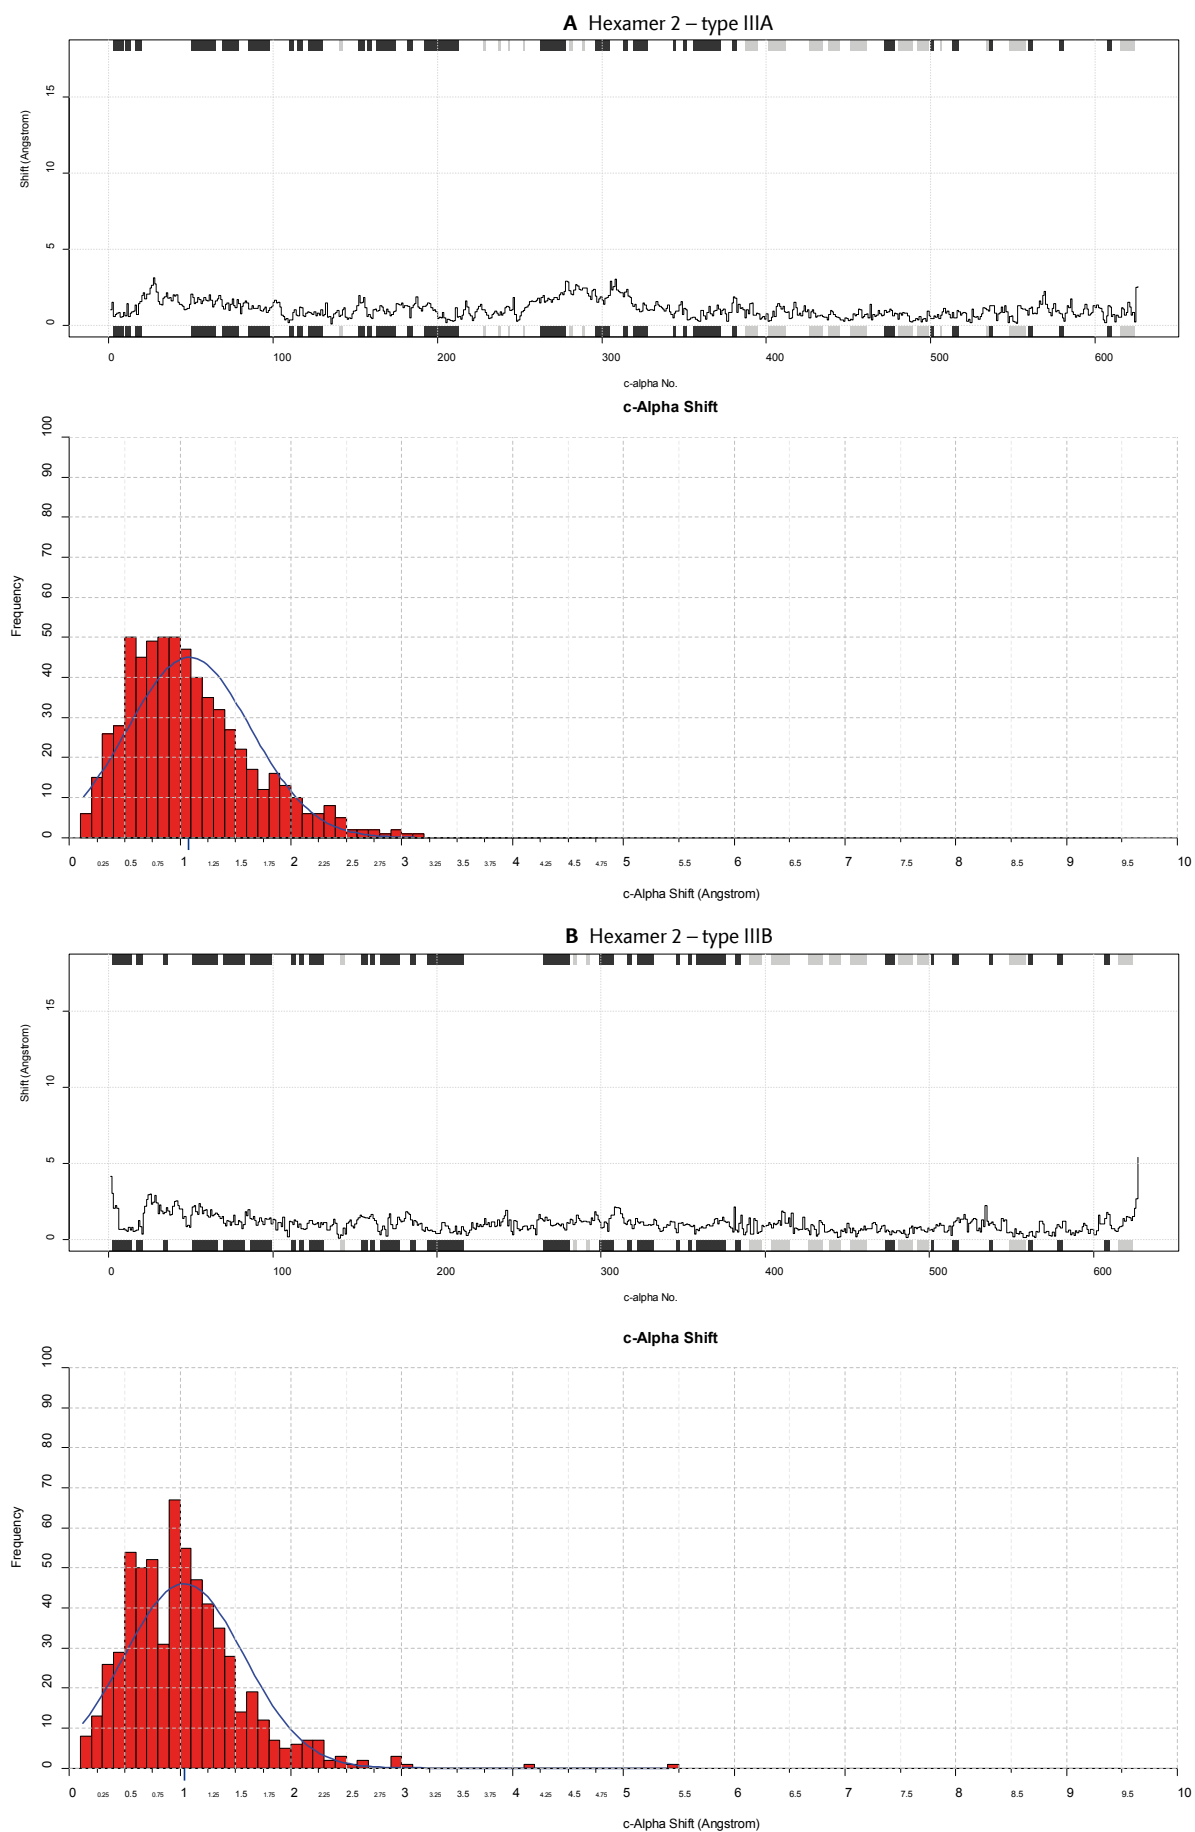 A Hexamer 2 – type IIIA
Shift (Angstrom)
15
10
5
0
0 100 200 300 400 500 600
c-alpha No.
c-Alpha Shift
Frequency
100
90
80
70
60
50
40
30
20
10
0
0 0.25 0.5 0.75 1 1.25 1.5 1.75 2 2.25 2.5 2.75 3 3.25 3.5 3.75 4 4.25 4.5 4.75 5 5.5 6 6.5 7 7.5 8 8.5 9 9.5 10
c-Alpha Shift (Angstrom)
B Hexamer 2 – type IIIB
Shift (Angstrom)
15
10
5
0
0 100 200 300 400 500 600
c-alpha No.
c-Alpha Shift
Frequency
100
90
80
70
60
50
40
30
20
10
0
0 0.25 0.5 0.75 1 1.25 1.5 1.75 2 2.25 2.5 2.75 3 3.25 3.5 3.75 4 4.25 4.5 4.75 5 5.5 6 6.5 7 7.5 8 8.5 9 9.5 10
c-Alpha Shift (Angstrom)